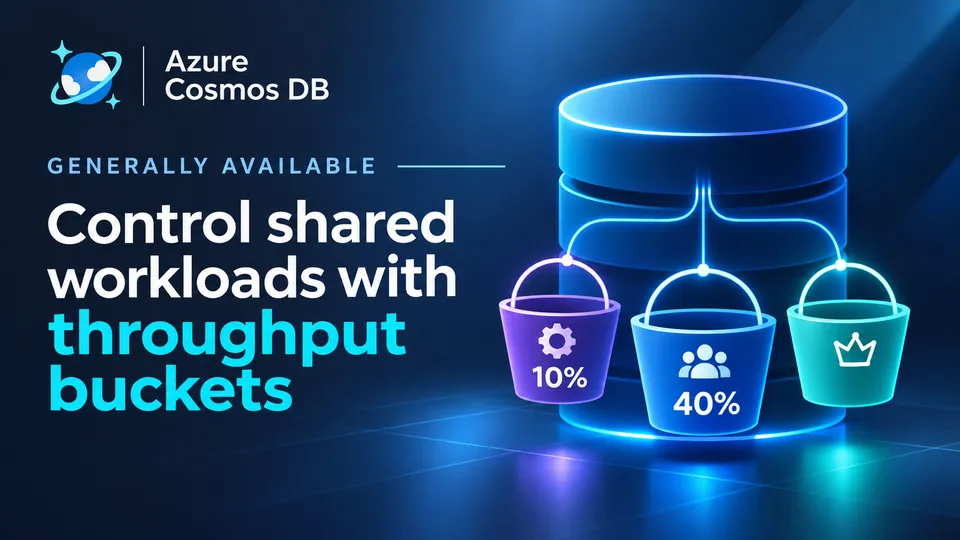 Azure
Cosmos DB
GENERALLY AVAILABLE
Control shared
workloads with
throughput
buckets
10%
40%